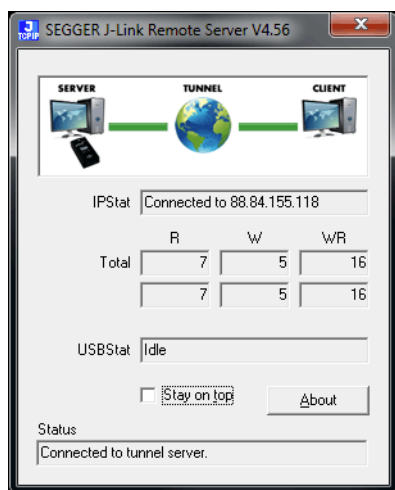 J
TCPIP
SEGGER J-Link Remote Server V4.56
SERVER TUNNEL CLIENT
IPStat Connected to 88.84.155.118
R W WR
Total 7 5 16
7 5 16
USBStat Idle
Stay on top About
Status
Connected to tunnel server.